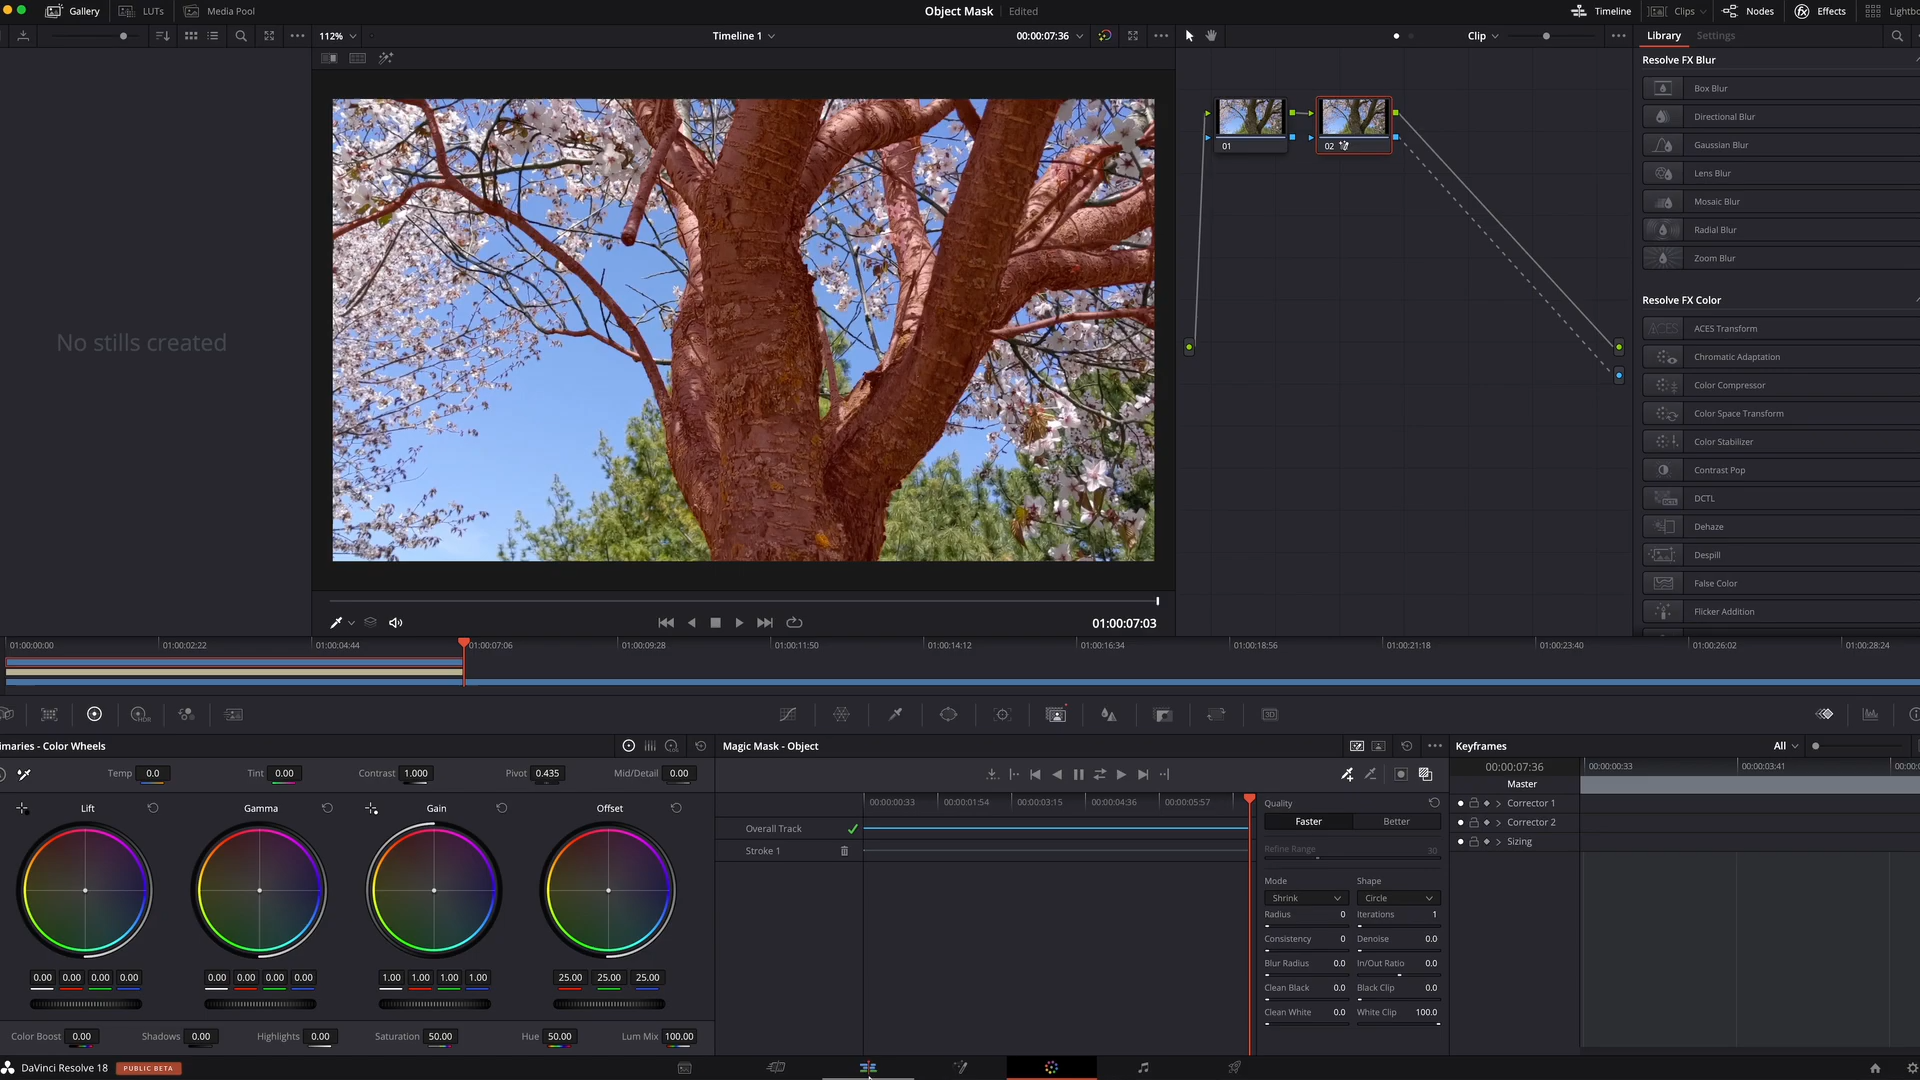 Gallery LUTs Media Pool Object Mask Edited Timeline Clips Nodes Effects
112% Timeline 1 00:00:07:36 Clip Library Settings
Resolve FX Blur
Box Blur
Directional Blur
Gaussian Blur
Lens Blur
Mosaic Blur
Radial Blur
Zoom Blur
01 02
Resolve FX Color
ACES Transform
Chromatic Adaptation
Color Compressor
Color Space Transform
Color Stabilizer
Contrast Pop
DCTL
Dehaze
Despill
False Color
Flicker Addition
No stills created
01:00:07:03
01:00:00:00 01:00:02:22 01:00:04:44 01:00:07:06 01:00:09:28 01:00:11:50 01:00:14:12 01:00:16:34 01:00:18:56 01:00:21:18 01:00:23:40 01:00:26:02 01:00:28:24
imaries - Color Wheels
Temp 0.0 Tint 0.00 Contrast 1.000 Pivot 0.435 Mid/Detail 0.00
Lift Gamma Gain Offset
0.00 0.00 0.00 0.00 0.00 0.00 0.00 0.00 1.00 1.00 1.00 1.00 25.00 25.00 25.00
Color Boost 0.00 Shadows 0.00 Highlights 0.00 Saturation 50.00 Hue 50.00 Lum Mix 100.00
Magic Mask - Object
00:00:00:33 00:00:01:54 00:00:03:15 00:00:04:36 00:00:05:57
Overall Track
Stroke 1
Quality
Faster Better
Refine Range 30
Mode Shape
Shrink Circle
Radius 0 Iterations 1
Consistency 0 Denoise 0.0
Blur Radius 0.0 In/Out Ratio 0.0
Clean Black 0.0 Black Clip 0.0
Clean White 0.0 White Clip 100.0
Keyframes All
00:00:07:36 00:00:00:33 00:00:03:41
Master
Corrector 1
Corrector 2
Sizing
DaVinci Resolve 18 PUBLIC BETA